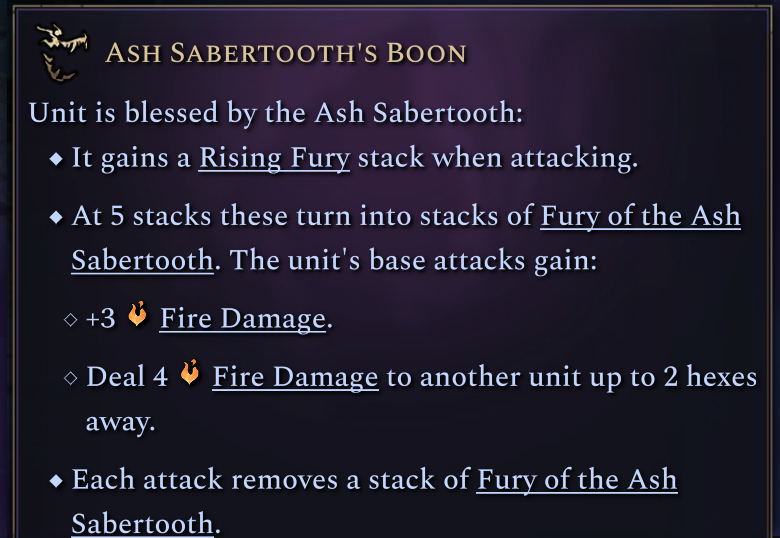 Ash Sabertooth's Boon
Unit is blessed by the Ash Sabertooth:
◆ It gains a Rising Fury stack when attacking.
◆ At 5 stacks these turn into stacks of Fury of the Ash
Sabertooth. The unit's base attacks gain:
◇ +3 Fire Damage.
◇ Deal 4 Fire Damage to another unit up to 2 hexes
away.
◆ Each attack removes a stack of Fury of the Ash
Sabertooth.